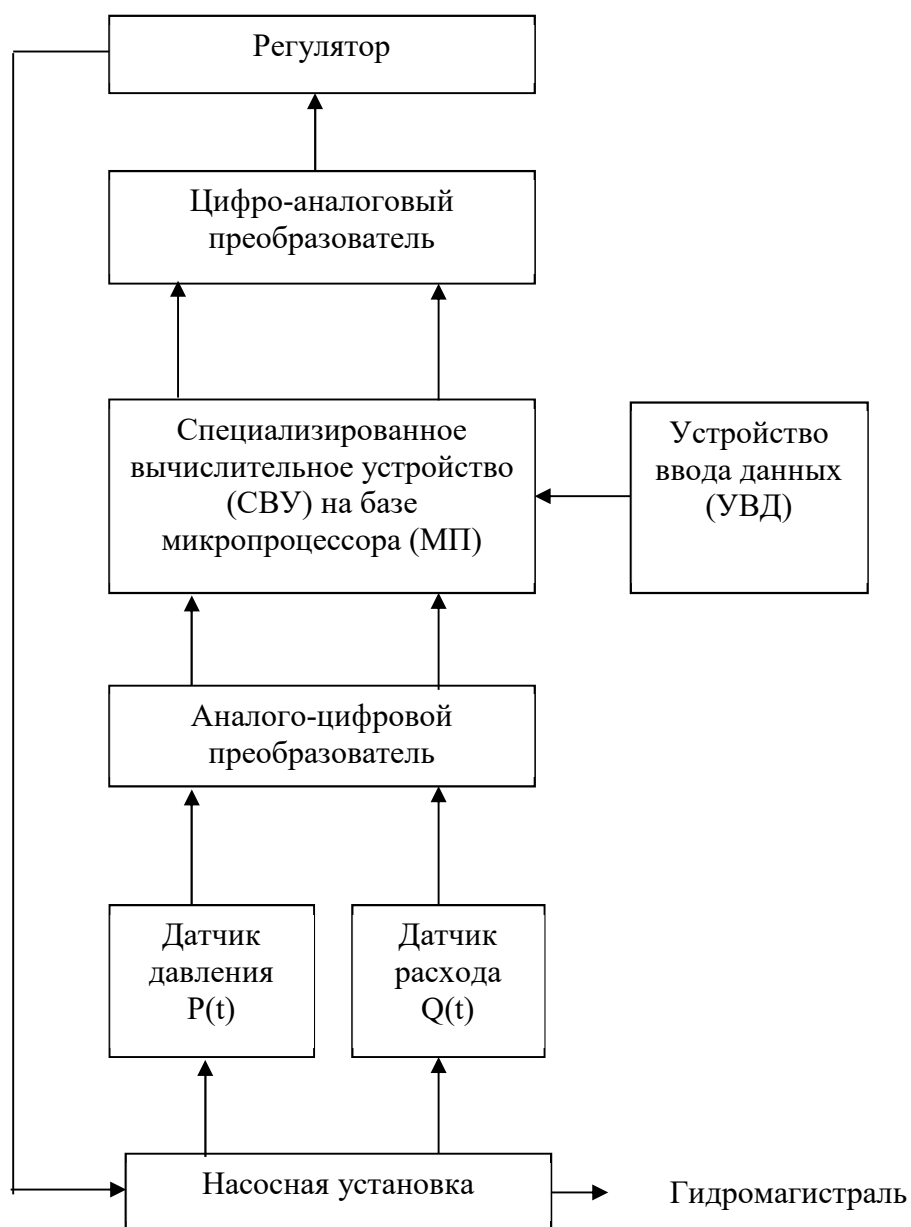 Регулятор
Цифро-аналоговый
преобразователь
Специализированное
вычислительное устройство
(СВУ) на базе
микропроцессора (МП)
Устройство
ввода данных
(УВД)
Аналого-цифровой
преобразователь
Датчик
давления
P(t)
Датчик
расхода
Q(t)
Насосная установка
Гидромагистраль